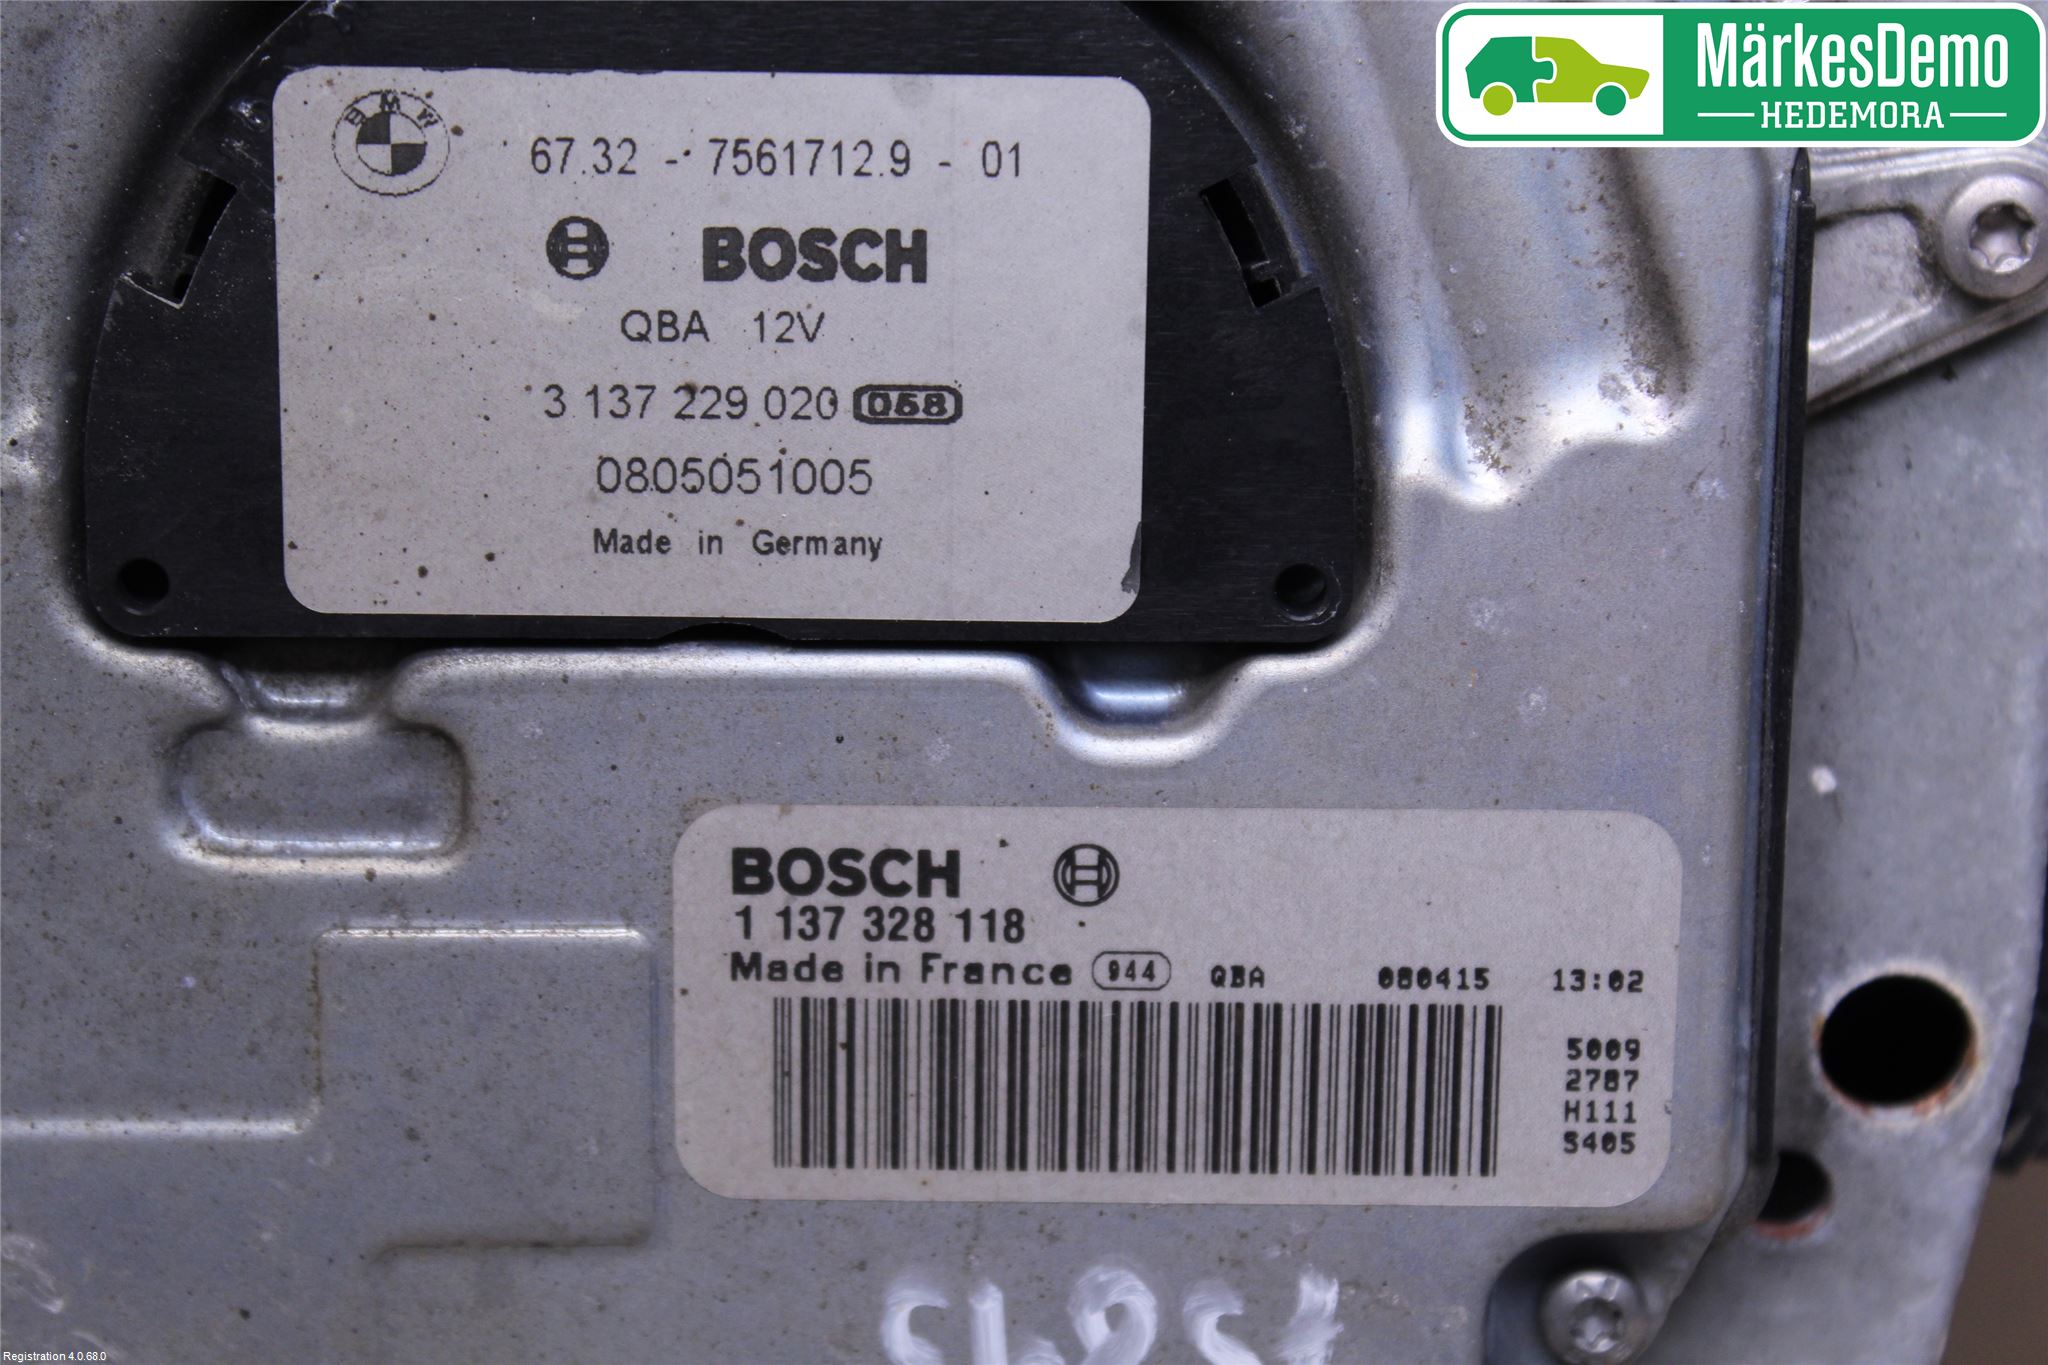 MärkesDemo
HEDEMORA
BMW
67.32 - 7561712.9 - 01
BOSCH
QBA 12V
3 137 229 020 058
0805051005
Made in Germany
BOSCH
1 137 328 118
Made in France 944 QBA 080415 13:02
5009
2787
H111
S405
Registration 4.0.68.0